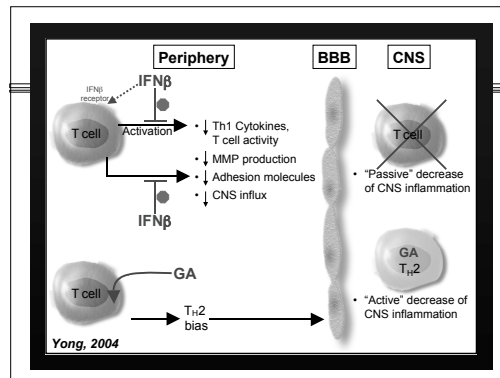 Periphery
BBB
CNS
IFNβ
IFNβ
receptor
T cell
Activation
• ↓ Th1 Cytokines,
T cell activity
• ↓ MMP production
• ↓ Adhesion molecules
• ↓ CNS influx
IFNβ
T cell
• "Passive" decrease
of CNS inflammation
GA
T cell
TH2
bias
GA
TH2
• "Active" decrease of
CNS inflammation
Yong, 2004